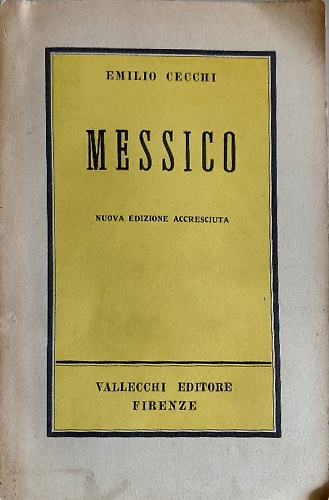 EMILIO CECCHI
MESSICO
NUOVA EDIZIONE ACCRESCIUTA
VALLECCHI EDITORE
FIRENZE